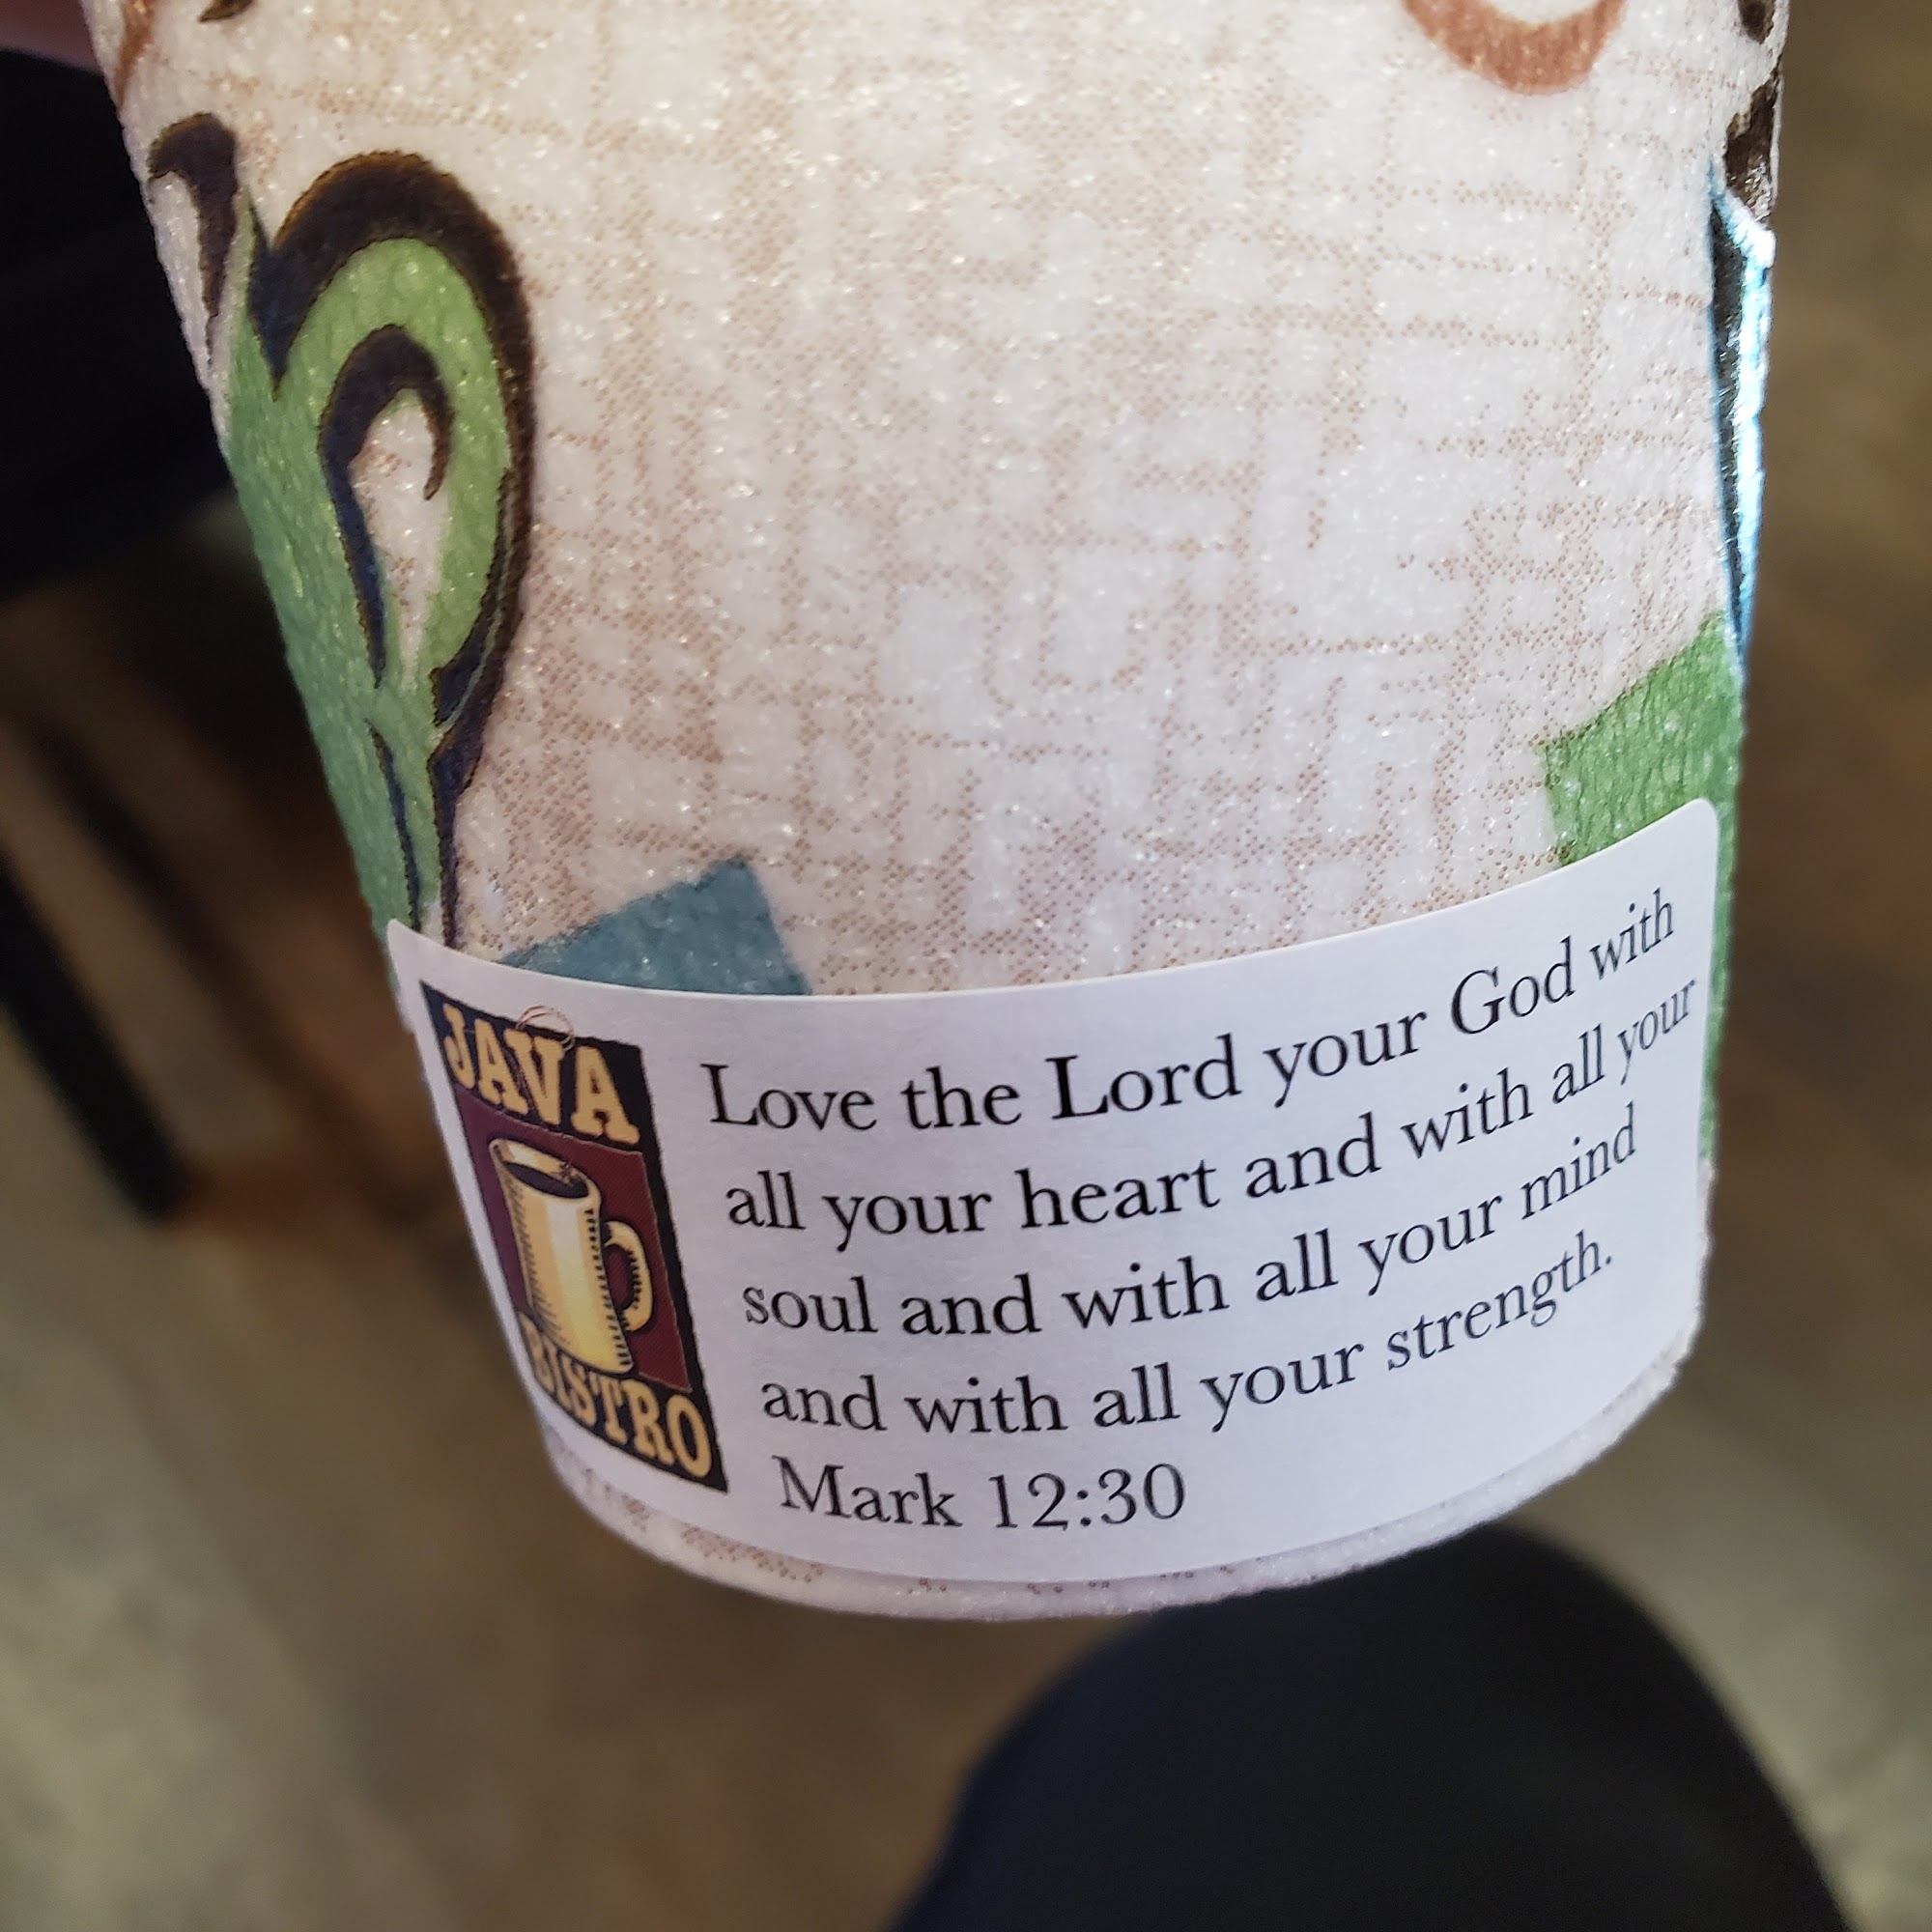 JAVA
BISTRO
Love the Lord your God with
all your heart and with all your
soul and with all your mind
and with all your strength.
Mark 12:30